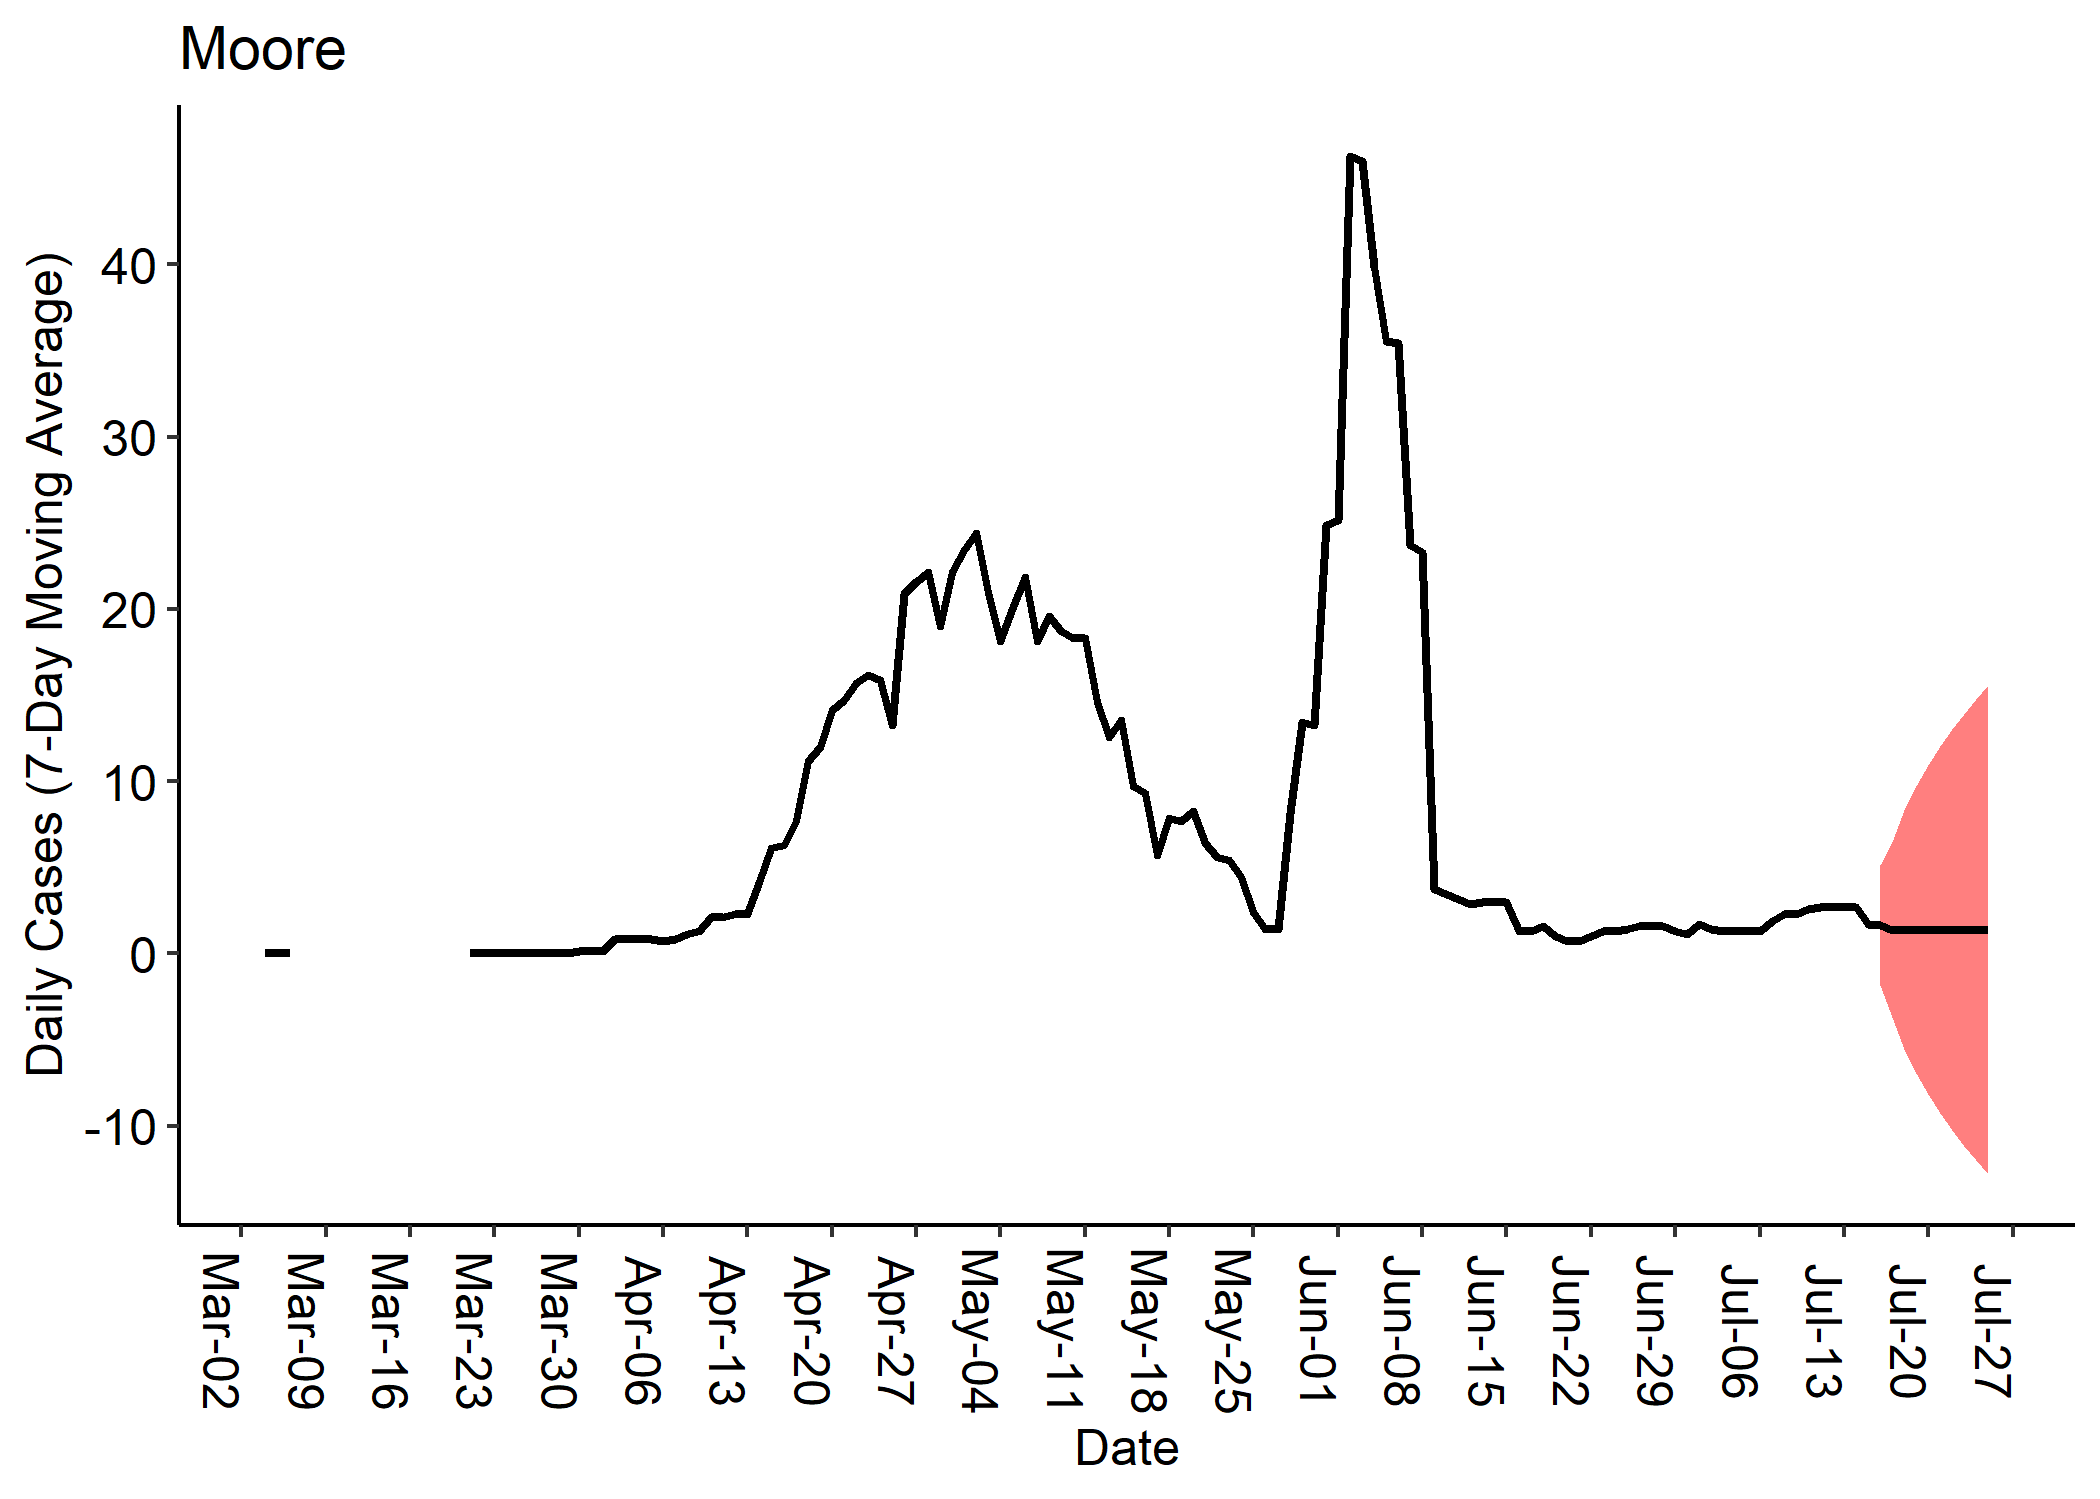 Moore
Daily Cases (7-Day Moving Average)
40
30
20
10
0
-10
Mar-02
Mar-09
Mar-16
Mar-23
Mar-30
Apr-06
Apr-13
Apr-20
Apr-27
May-04
May-11
May-18
May-25
Jun-01
Jun-08
Jun-15
Jun-22
Jun-29
Jul-06
Jul-13
Jul-20
Jul-27
Date